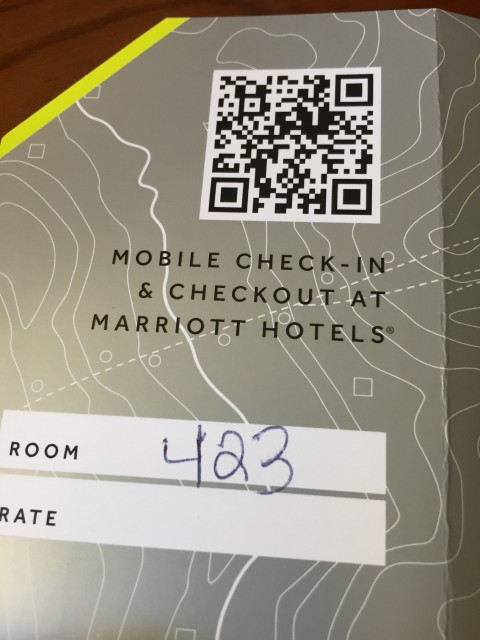 MOBILE CHECK-IN
& CHECKOUT AT
MARRIOTT HOTELS®
ROOM 423
RATE